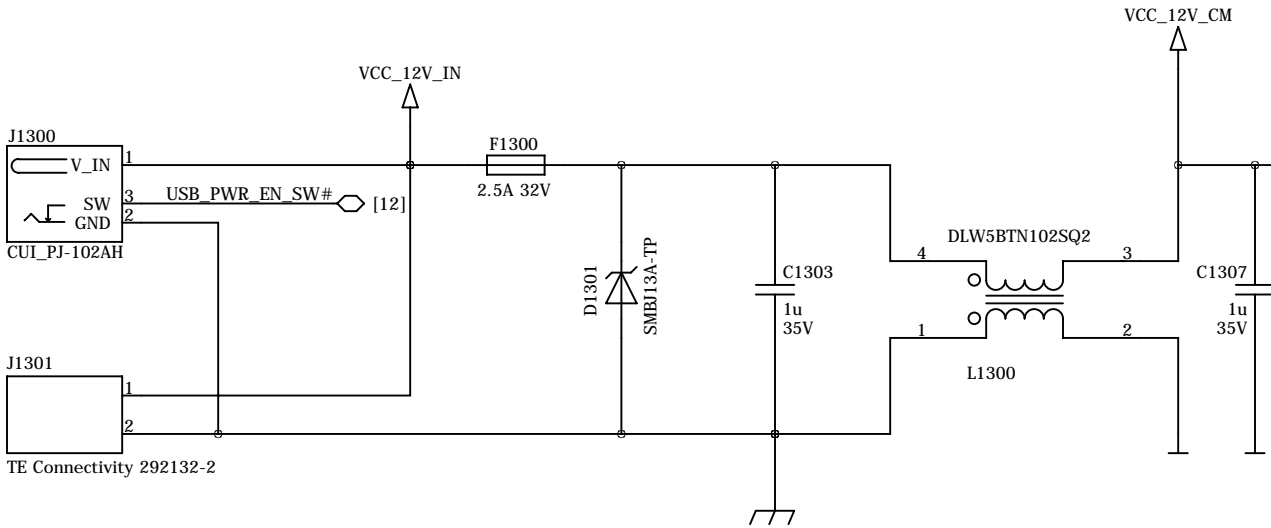 VCC_12V_CM
VCC_12V_IN
J1300
V_IN
1
SW
3
USB_PWR_EN_SW#
[12]
GND
2
CUI_PJ-102AH
F1300
2.5A 32V
D1301
SMBJ13A-TP
C1303
1u
35V
DLW5BTN102SQ2
4
3
1
2
L1300
C1307
1u
35V
J1301
1
2
TE Connectivity 292132-2